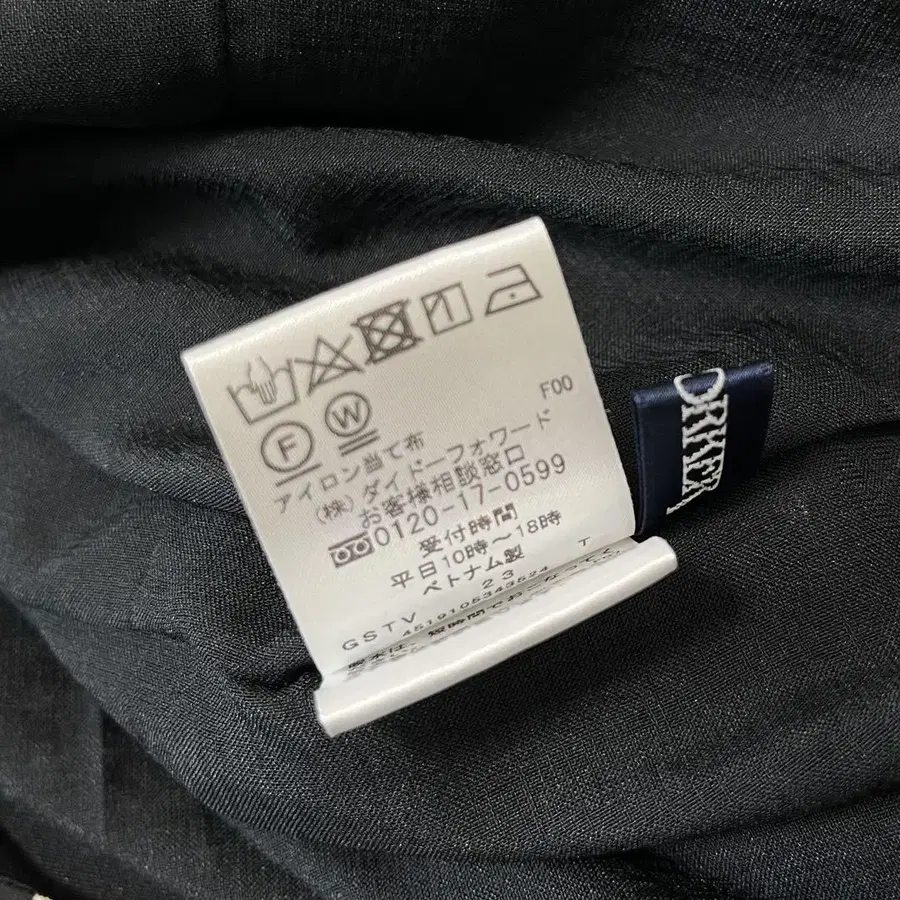 F00
F W
アイロン当て布
(株)ダイドーフォワード
お客様相談窓口
0120-17-0599
受付時間
平日10時～18時
ベトナム製
23 T
GSTV 4519105343524
ORKER